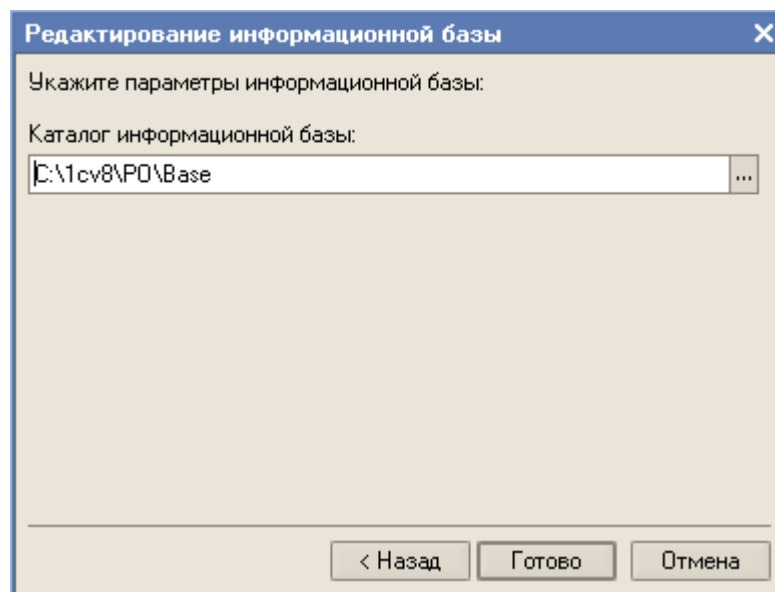 Редактирование информационной базы
Укажите параметры информационной базы:
Каталог информационной базы:
C:\1cv8\PO\Base
...
< Назад
Готово
Отмена